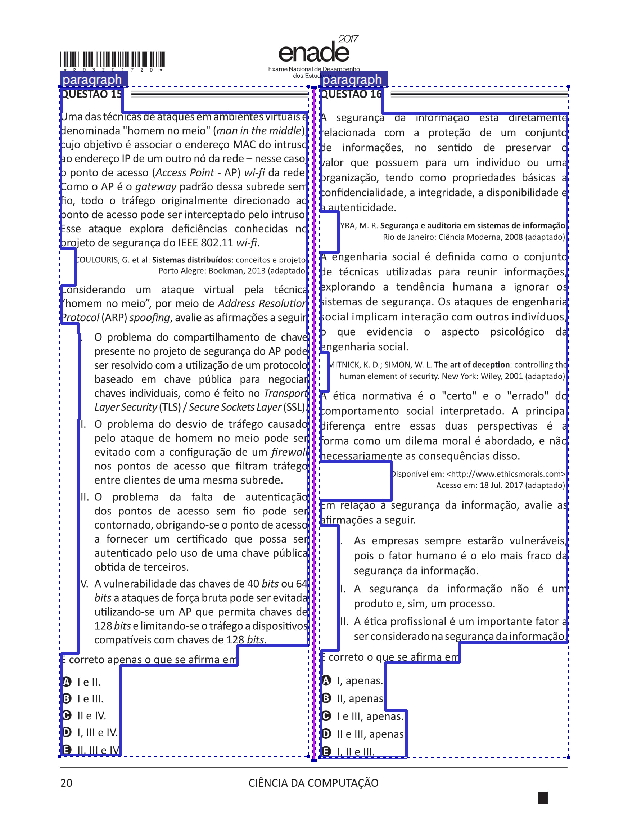 2017
enade
Exame Nacional de Desempenho
dos Estud
paragraph
QUESTÃO 15
Uma das técnicas de ataques em ambientes virtuais é
denominada "homem no meio" (man in the middle),
cujo objetivo é associar o endereço MAC do intruso
ao endereço IP de um outro nó da rede – nesse caso,
o ponto de acesso (Access Point - AP) wi-fi da rede.
Como o AP é o gateway padrão dessa subrede sem
fio, todo o tráfego originalmente direcionado ao
ponto de acesso pode ser interceptado pelo intruso.
Esse ataque explora deficiências conhecidas no
projeto de segurança do IEEE 802.11 wi-fi.
COULOURIS, G. et al. Sistemas distribuídos: conceitos e projeto.
Porto Alegre: Bookman, 2013 (adaptado)
Considerando um ataque virtual pela técnica
"homem no meio", por meio de Address Resolution
Protocol (ARP) spoofing, avalie as afirmações a seguir.
I. O problema do compartilhamento de chave
presente no projeto de segurança do AP pode
ser resolvido com a utilização de um protocolo
baseado em chave pública para negociar
chaves individuais, como é feito no Transport
Layer Security (TLS) / Secure Sockets Layer (SSL).
II. O problema do desvio de tráfego causado
pelo ataque de homem no meio pode ser
evitado com a configuração de um firewall
nos pontos de acesso que filtram tráfego
entre clientes de uma mesma subrede.
III. O problema da falta de autenticação
dos pontos de acesso sem fio pode ser
contornado, obrigando-se o ponto de acesso
a fornecer um certificado que possa ser
autenticado pelo uso de uma chave pública
obtida de terceiros.
IV. A vulnerabilidade das chaves de 40 bits ou 64
bits a ataques de força bruta pode ser evitada
utilizando-se um AP que permita chaves de
128 bits e limitando-se o tráfego a dispositivos
compatíveis com chaves de 128 bits.
É correto apenas o que se afirma em
A I e II.
B I e III.
C II e IV.
D I, III e IV.
E II, III e IV.
paragraph
QUESTÃO 16
A segurança da informação está diretamente
relacionada com a proteção de um conjunto
de informações, no sentido de preservar o
valor que possuem para um indivíduo ou uma
organização, tendo como propriedades básicas a
confidencialidade, a integridade, a disponibilidade e
a autenticidade.
LYRA, M. R. Segurança e auditoria em sistemas de informação.
Rio de Janeiro: Ciência Moderna, 2008 (adaptado)
A engenharia social é definida como o conjunto
de técnicas utilizadas para reunir informações,
explorando a tendência humana a ignorar os
sistemas de segurança. Os ataques de engenharia
social implicam interação com outros indivíduos,
o que evidencia o aspecto psicológico da
engenharia social.
MITNICK, K. D.; SIMON, W. L. The art of deception: controlling the
human element of security. New York: Wiley, 2001 (adaptado)
A ética normativa é o "certo" e o "errado" do
comportamento social interpretado. A principal
diferença entre essas duas perspectivas é a
forma como um dilema moral é abordado, e não
necessariamente as consequências disso.
Disponível em: <http://www.ethicsmorals.com>
Acesso em: 18 Jul. 2017 (adaptado)
Em relação a segurança da informação, avalie as
afirmações a seguir.
I. As empresas sempre estarão vulneráveis,
pois o fator humano é o elo mais fraco da
segurança da informação.
II. A segurança da informação não é um
produto e, sim, um processo.
III. A ética profissional é um importante fator a
ser considerado na segurança da informação.
É correto o que se afirma em
A I, apenas.
B II, apenas.
C I e III, apenas.
D II e III, apenas.
E I, II e III.
20
CIÊNCIA DA COMPUTAÇÃO